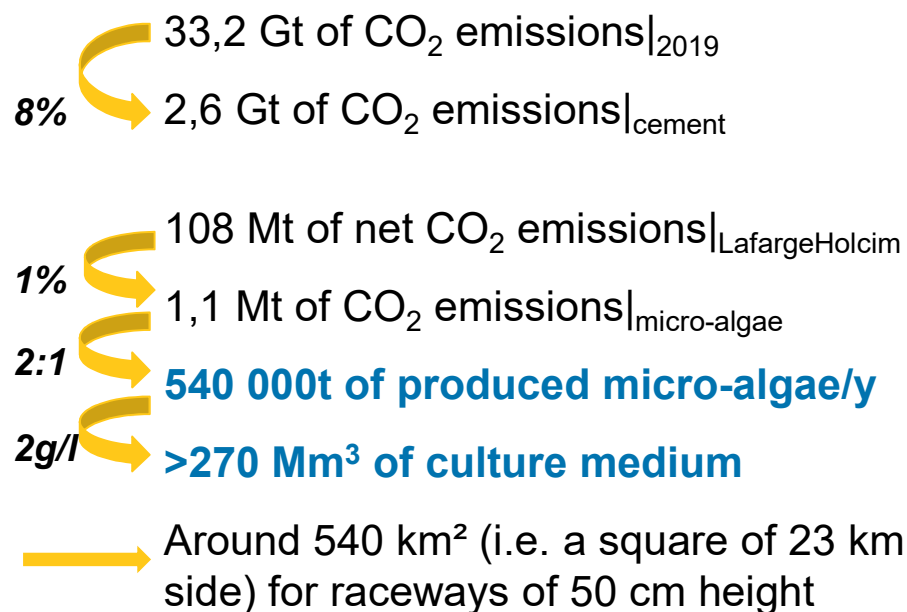 33,2 Gt of CO₂ emissions|₂₀₁₉
8%
2,6 Gt of CO₂ emissions|cement
108 Mt of net CO₂ emissions|LafargeHolcim
1%
1,1 Mt of CO₂ emissions|micro-algae
2:1
540 000t of produced micro-algae/y
2g/l
>270 Mm³ of culture medium
Around 540 km² (i.e. a square of 23 km
side) for raceways of 50 cm height